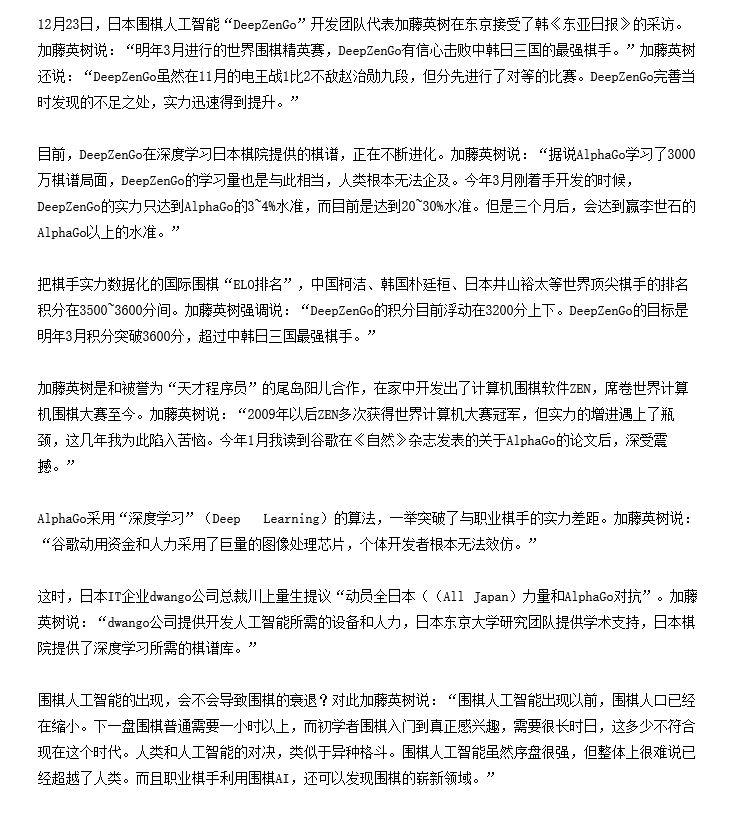 12月23日，日本围棋人工智能“DeepZenGo”开发团队代表加藤英树在东京接受了韩《东亚日报》的采访。
加藤英树说：“明年3月进行的世界围棋精英赛，DeepZenGo有信心击败中韩日三国的最强棋手。”加藤英树
还说：“DeepZenGo虽然在11月的电王战1比2不敌赵治勋九段，但分先进行了对等的比赛。DeepZenGo完善当
时发现的不足之处，实力迅速得到提升。”
目前，DeepZenGo在深度学习日本棋院提供的棋谱，正在不断进化。加藤英树说：“据说AlphaGo学习了3000
万棋谱局面，DeepZenGo的学习量也是与此相当，人类根本无法企及。今年3月刚着手开发的时候，
DeepZenGo的实力只达到AlphaGo的3~4%水准，而目前是达到20~30%水准。但是三个月后，会达到赢李世石的
AlphaGo以上的水准。”
把棋手实力数据化的国际围棋“ELO排名”，中国柯洁、韩国朴廷桓、日本井山裕太等世界顶尖棋手的排名
积分在3500~3600分间。加藤英树强调说：“DeepZenGo的积分目前浮动在3200分上下。DeepZenGo的目标是
明年3月积分突破3600分，超过中韩日三国最强棋手。”
加藤英树是和被誉为“天才程序员”的尾岛阳儿合作，在家中开发出了计算机围棋软件ZEN，席卷世界计算
机围棋大赛至今。加藤英树说：“2009年以后ZEN多次获得世界计算机大赛冠军，但实力的增进遇上了瓶
颈，这几年我为此陷入苦恼。今年1月我读到谷歌在《自然》杂志发表的关于AlphaGo的论文后，深受震
撼。”
AlphaGo采用“深度学习”（Deep  Learning）的算法，一举突破了与职业棋手的实力差距。加藤英树说：
“谷歌动用资金和人力采用了巨量的图像处理芯片，个体开发者根本无法效仿。”
这时，日本IT企业dwango公司总裁川上量生提议“动员全日本（（All Japan）力量和AlphaGo对抗”。加藤
英树说：“dwango公司提供开发人工智能所需的设备和人力，日本东京大学研究团队提供学术支持，日本棋
院提供了深度学习所需的棋谱库。”
围棋人工智能的出现，会不会导致围棋的衰退？对此加藤英树说：“围棋人工智能出现以前，围棋人口已经
在缩小。下一盘围棋普通需要一小时以上，而初学者围棋入门到真正感兴趣，需要很长时日，这多少不符合
现在这个时代。人类和人工智能的对决，类似于异种格斗。围棋人工智能虽然序盘很强，但整体上很难说已
经超越了人类。而且职业棋手利用围棋AI，还可以发现围棋的崭新领域。”